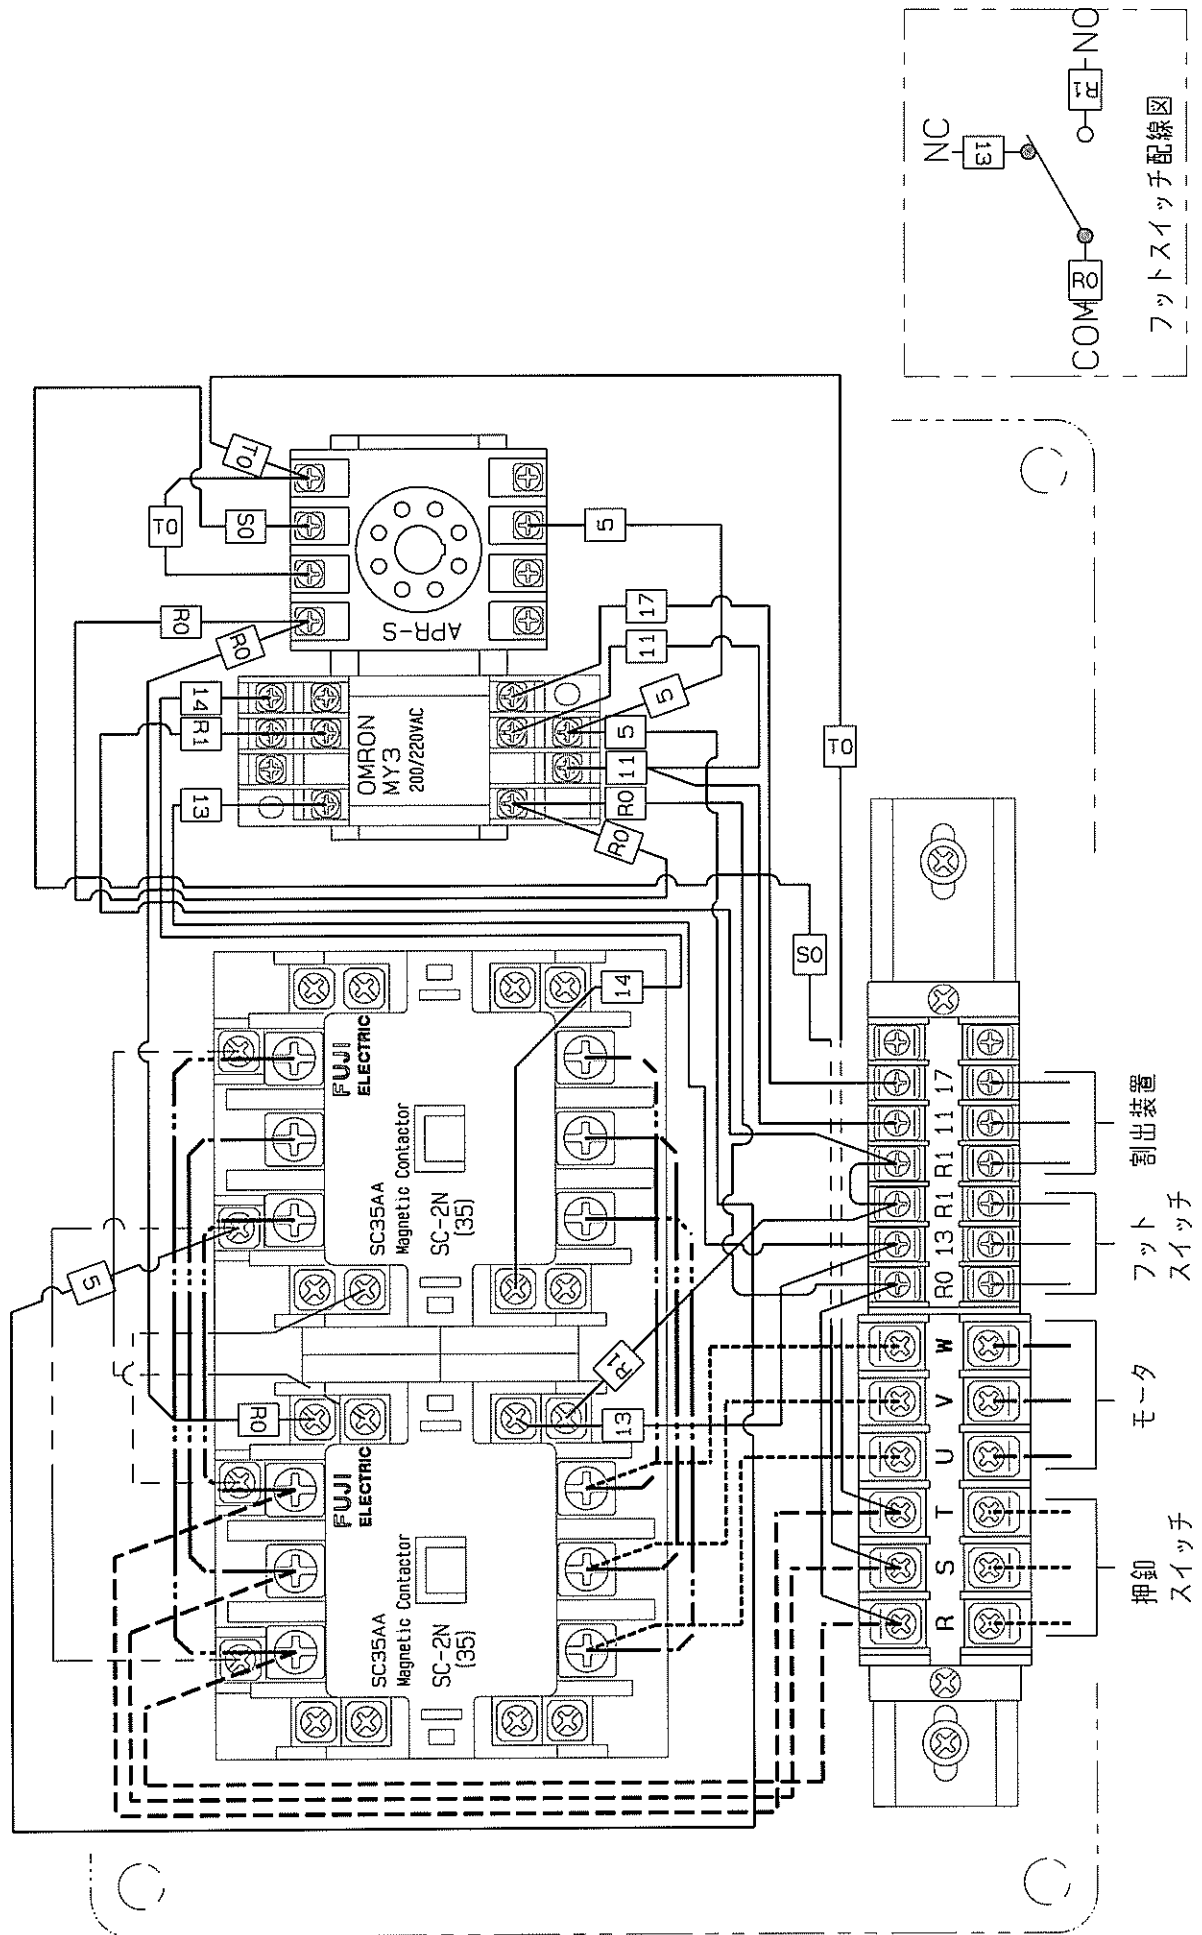 NC
13
R1
NO
COM
R0
フットスイッチ配線図
T0
T0
S0
R0
R0
APR-S
5
14
R1
13
OMRON
MY3
200/220VAC
17
11
5
5
11
R0
R0
T0
S0
14
FUJI
ELECTRIC
SC35AA
Magnetic Contactor
SC-2N
(35)
5
R0
R1
13
FUJI
ELECTRIC
SC35AA
Magnetic Contactor
SC-2N
(35)
R S T U V W R0 13 R1 R1 11 17
押釦
スイッチ
モータ
フット
スイッチ
割出装置